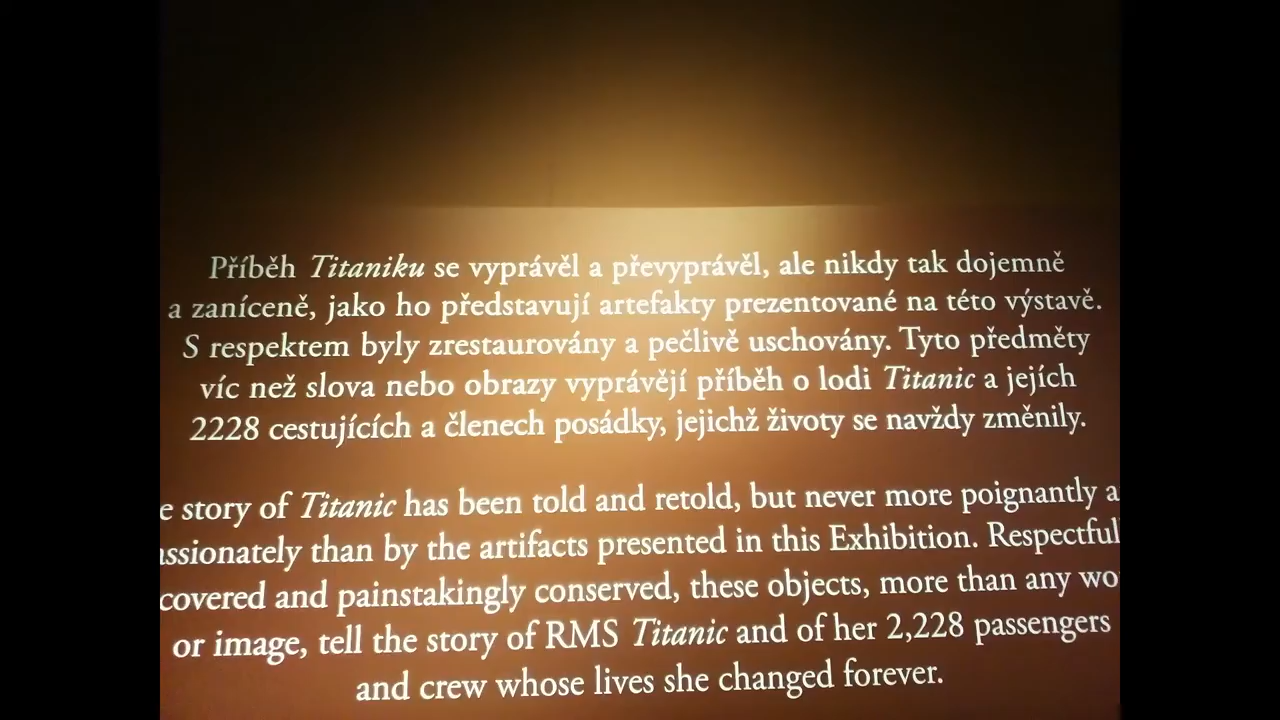 Příběh Titaniku se vyprávěl a převyprávěl, ale nikdy tak dojemně
a zaníceně, jako ho představují artefakty prezentované na této výstavě.
S respektem byly zrestaurovány a pečlivě uschovány. Tyto předměty
víc než slova nebo obrazy vyprávějí příběh o lodi Titanic a jejích
2228 cestujících a členech posádky, jejichž životy se navždy změnily.
story of Titanic has been told and retold, but never more poignantly
than by the artifacts presented in this Exhibition.
and painstakingly conserved, these objects, more than any
or image, tell the story of RMS Titanic and of her 2,228 passengers
and crew whose lives she changed forever.